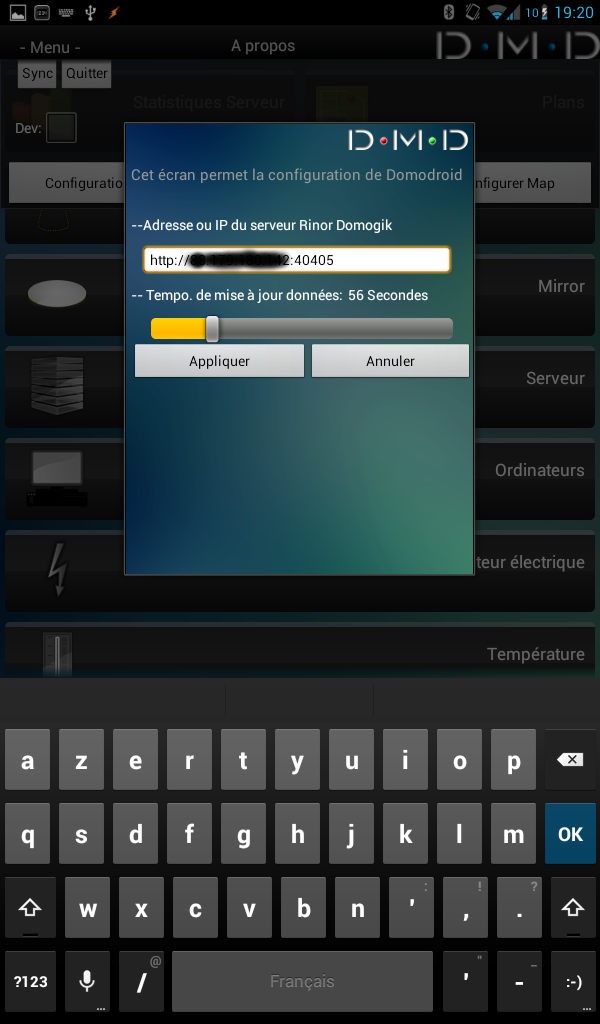 10 19:20
- Menu - A propos D M D
Sync Quitter
Statistiques Serveur Plans
Dev:
Configuratio nfigurer Map
D M D
Cet écran permet la configuration de Domodroid
--Adresse ou IP du serveur Rinor Domogik
http:// 2:40405
-- Tempo. de mise à jour données: 56 Secondes
Appliquer Annuler
Mirror
Serveur
Ordinateurs
teur électrique
Température
a z e r t y u i o p
q s d f g h j k l m OK
w x c v b n ' : , ! . ?
?123 / @ Français ' " - _ :-)